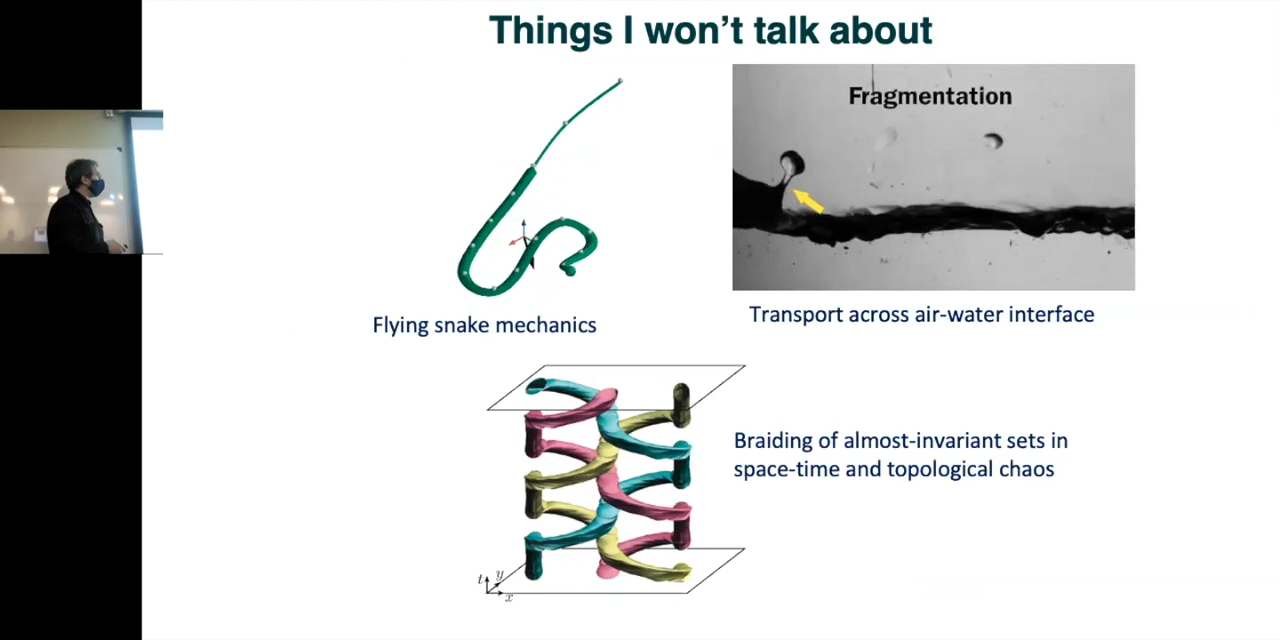 Things I won't talk about
Fragmentation
Flying snake mechanics
Transport across air-water interface
Braiding of almost-invariant sets in
space-time and topological chaos
t
y
x